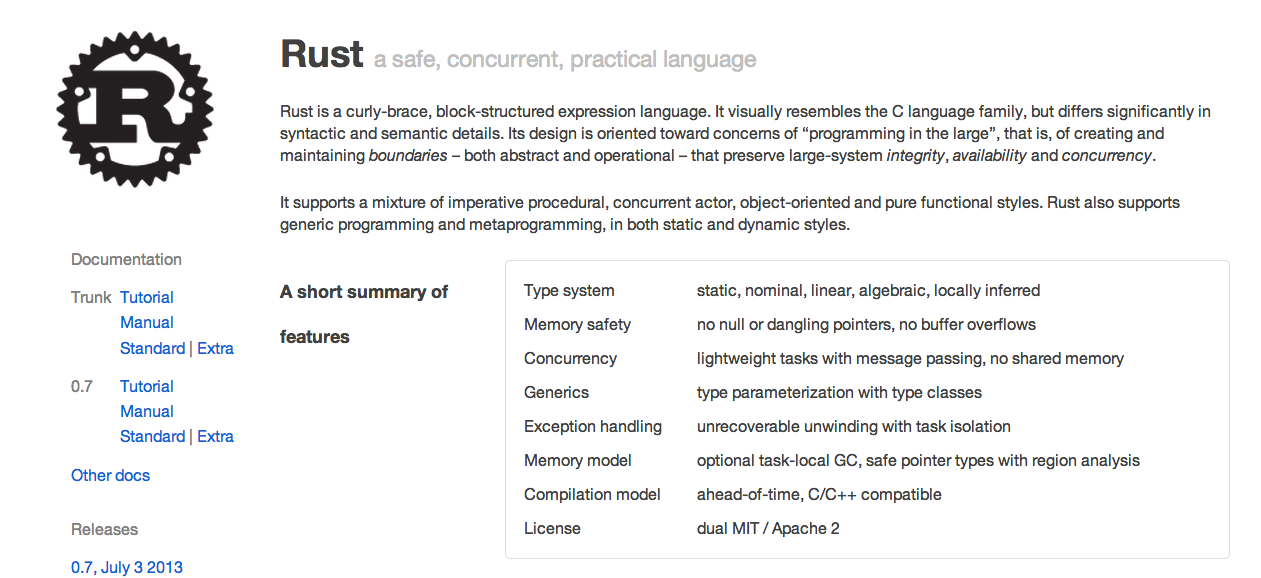 R
Rust a safe, concurrent, practical language
Rust is a curly-brace, block-structured expression language. It visually resembles the C language family, but differs significantly in
syntactic and semantic details. Its design is oriented toward concerns of “programming in the large”, that is, of creating and
maintaining boundaries – both abstract and operational – that preserve large-system integrity, availability and concurrency.
It supports a mixture of imperative procedural, concurrent actor, object-oriented and pure functional styles. Rust also supports
generic programming and metaprogramming, in both static and dynamic styles.
Documentation
Trunk Tutorial
Manual
Standard | Extra
0.7 Tutorial
Manual
Standard | Extra
Other docs
Releases
0.7, July 3 2013
A short summary of
features
Type system static, nominal, linear, algebraic, locally inferred
Memory safety no null or dangling pointers, no buffer overflows
Concurrency lightweight tasks with message passing, no shared memory
Generics type parameterization with type classes
Exception handling unrecoverable unwinding with task isolation
Memory model optional task-local GC, safe pointer types with region analysis
Compilation model ahead-of-time, C/C++ compatible
License dual MIT / Apache 2